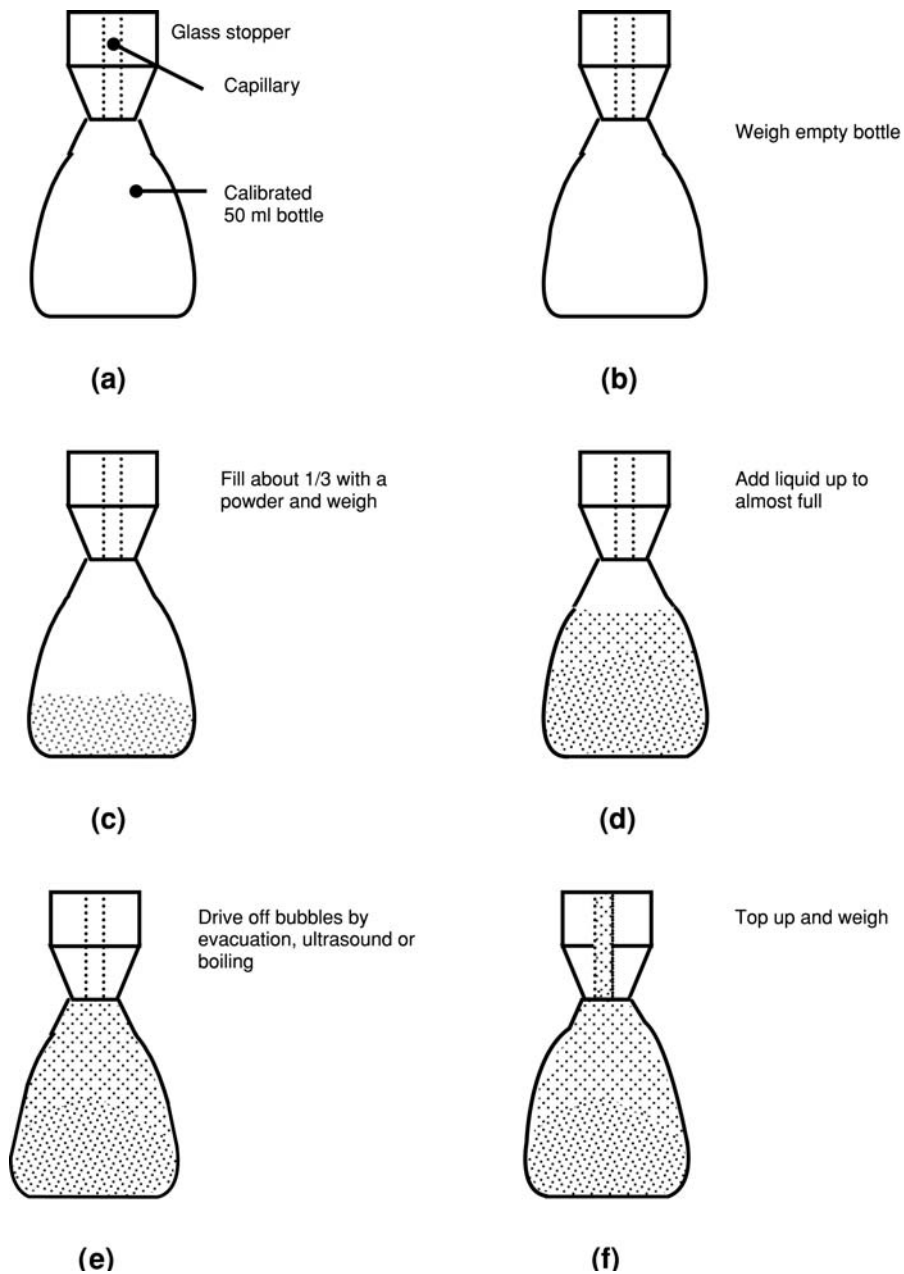 Glass stopper
Capillary
Calibrated
50 ml bottle
(a)
Weigh empty bottle
(b)
Fill about 1/3 with a
powder and weigh
(c)
Add liquid up to
almost full
(d)
Drive off bubbles by
evacuation, ultrasound or
boiling
(e)
Top up and weigh
(f)